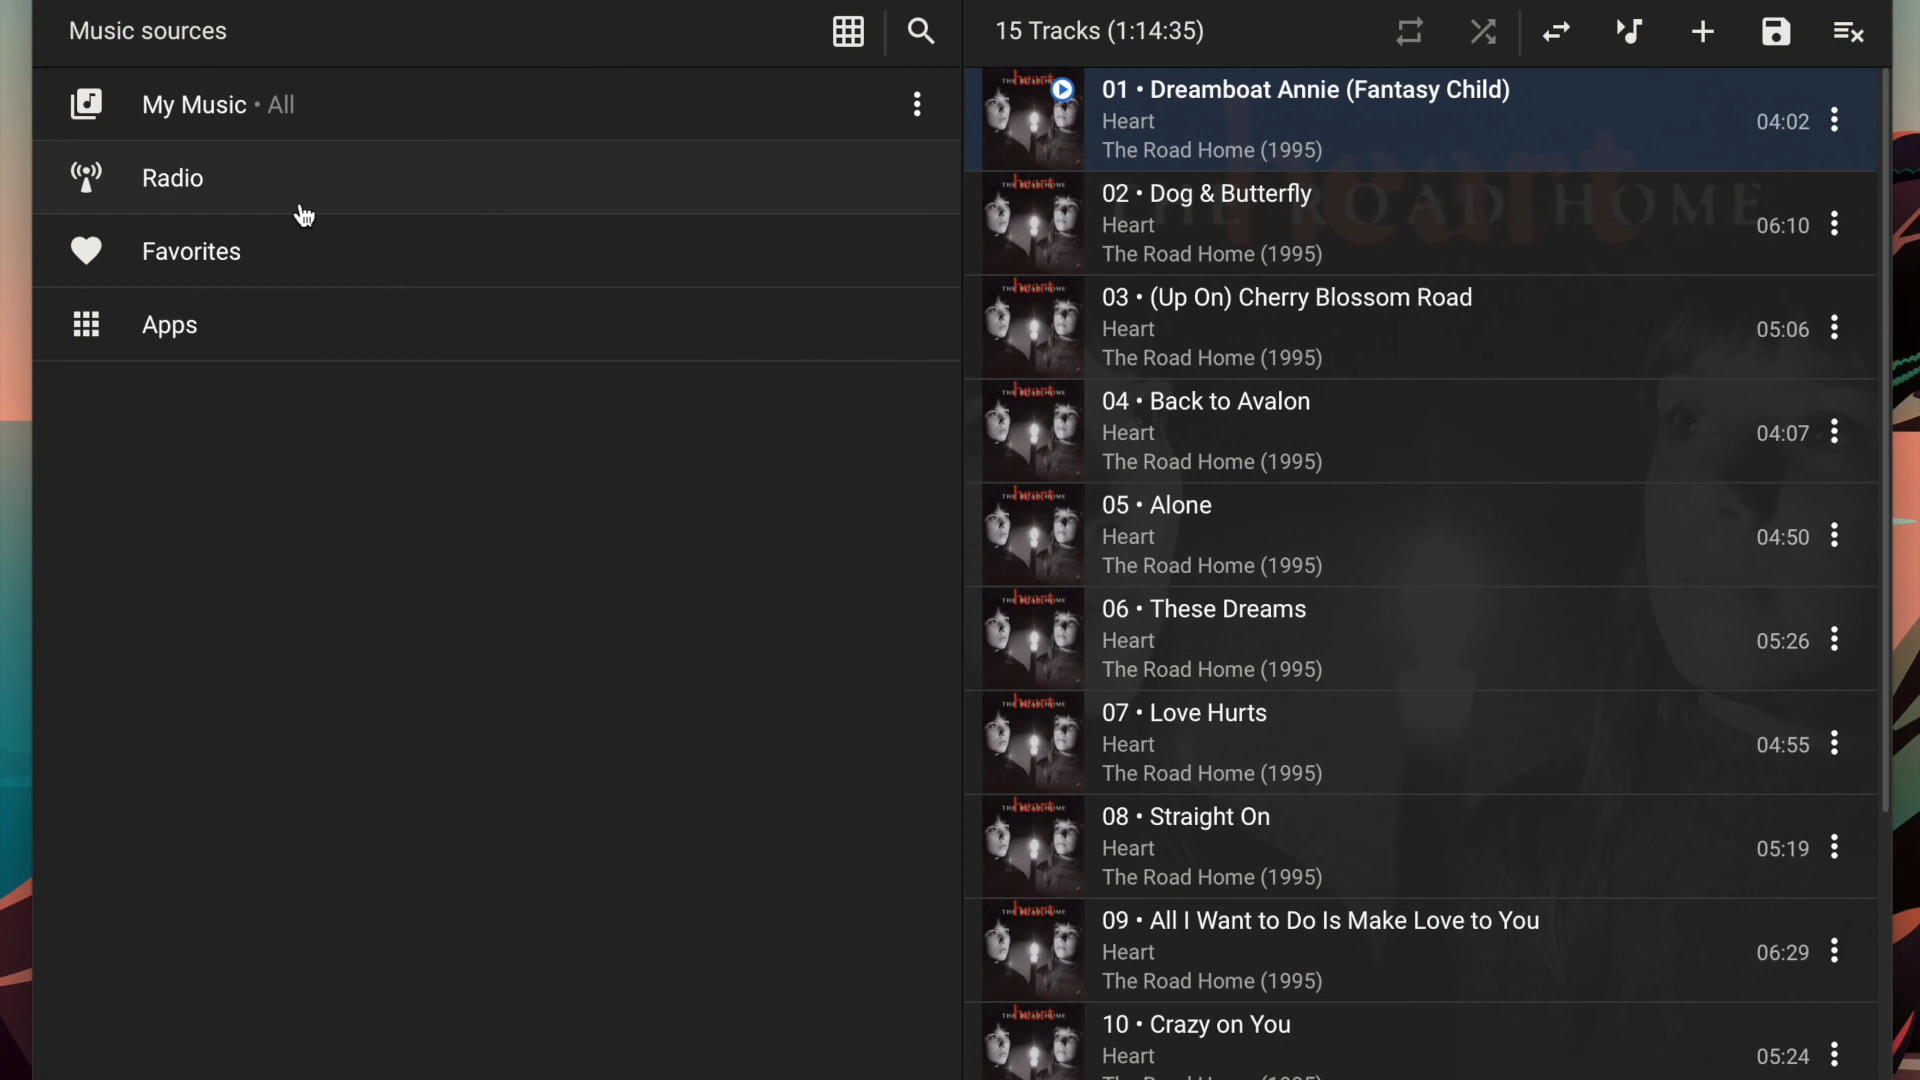 Music sources
My Music • All
Radio
Favorites
Apps
15 Tracks (1:14:35)
01 • Dreamboat Annie (Fantasy Child)
Heart
The Road Home (1995)
04:02
02 • Dog & Butterfly
Heart
The Road Home (1995)
06:10
03 • (Up On) Cherry Blossom Road
Heart
The Road Home (1995)
05:06
04 • Back to Avalon
Heart
The Road Home (1995)
04:07
05 • Alone
Heart
The Road Home (1995)
04:50
06 • These Dreams
Heart
The Road Home (1995)
05:26
07 • Love Hurts
Heart
The Road Home (1995)
04:55
08 • Straight On
Heart
The Road Home (1995)
05:19
09 • All I Want to Do Is Make Love to You
Heart
The Road Home (1995)
06:29
10 • Crazy on You
Heart
05:24
heart
ROAD HOME